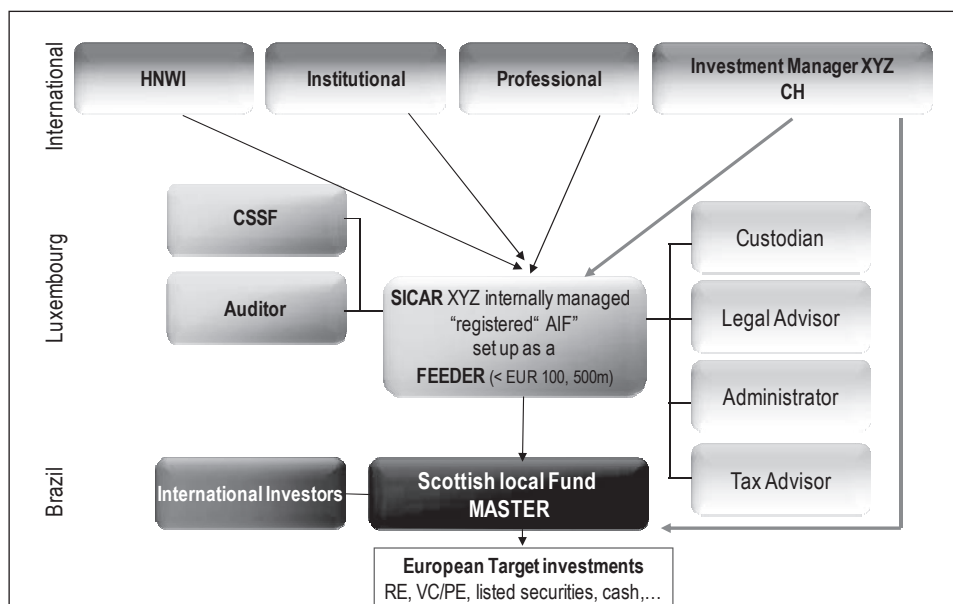 International
HNWI
Institutional
Professional
Investment Manager XYZ
CH
Luxembourg
CSSF
Auditor
SICAR XYZ internally managed
“registered“ AIF”
set up as a
FEEDER (< EUR 100, 500m)
Custodian
Legal Advisor
Administrator
Tax Advisor
Brazil
International Investors
Scottish local Fund
MASTER
European Target investments
RE, VC/PE, listed securities, cash,…